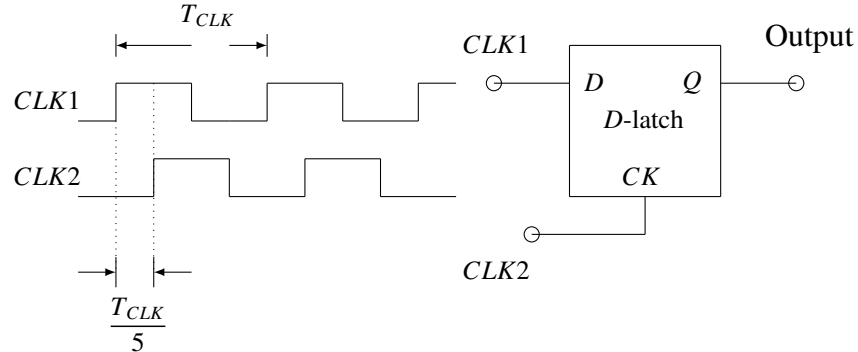 T_CLK
CLK1
CLK2
T_CLK
5
CLK1
Output
D
Q
D-latch
CK
CLK2